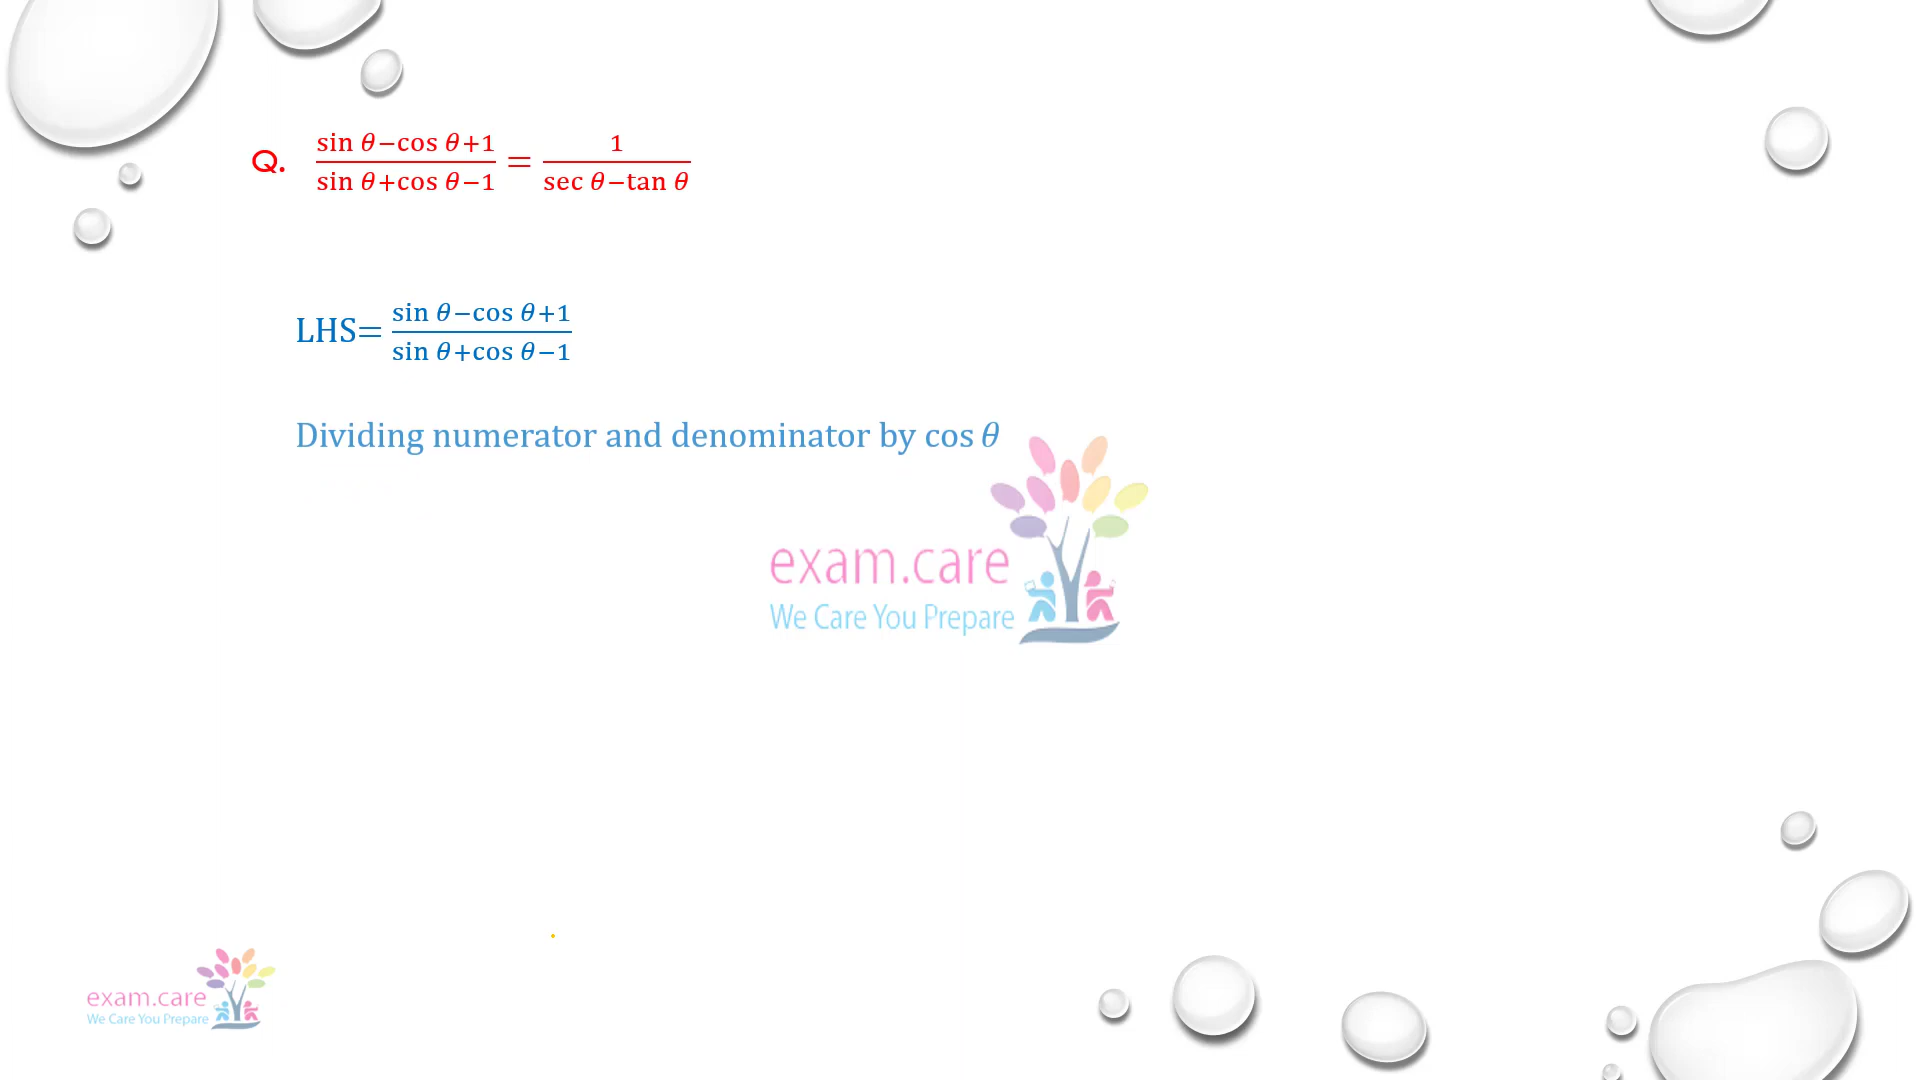 Q. sin θ−cos θ+1 / sin θ+cos θ−1 = 1 / sec θ−tan θ
LHS= sin θ−cos θ+1 / sin θ+cos θ−1
Dividing numerator and denominator by cos θ
exam.care
We Care You Prepare
exam.care
We Care You Prepare